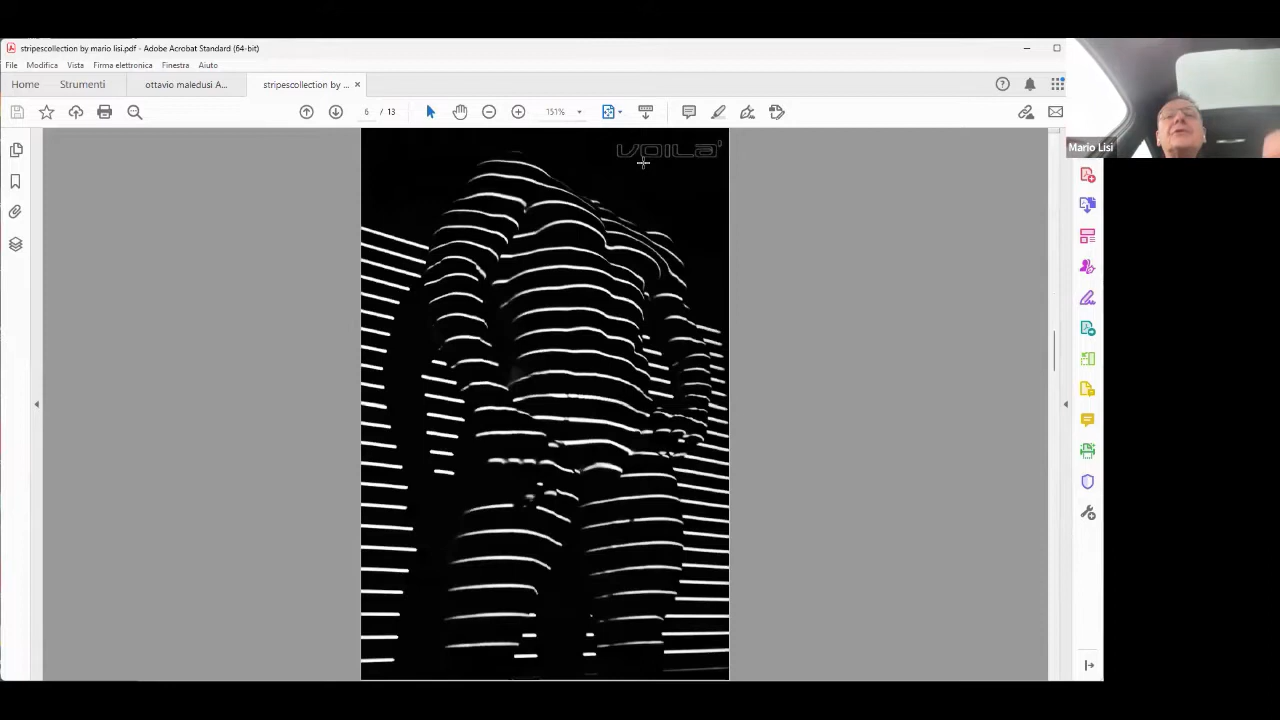 stripescollection by mario lisi.pdf - Adobe Acrobat Standard (64-bit)
File Modifica Vista Firma elettronica Finestra Aiuto
Home Strumenti ottavio maledusi A... stripescollection by ... ×
6 / 13 151%
VOILA'
Mario Lisi